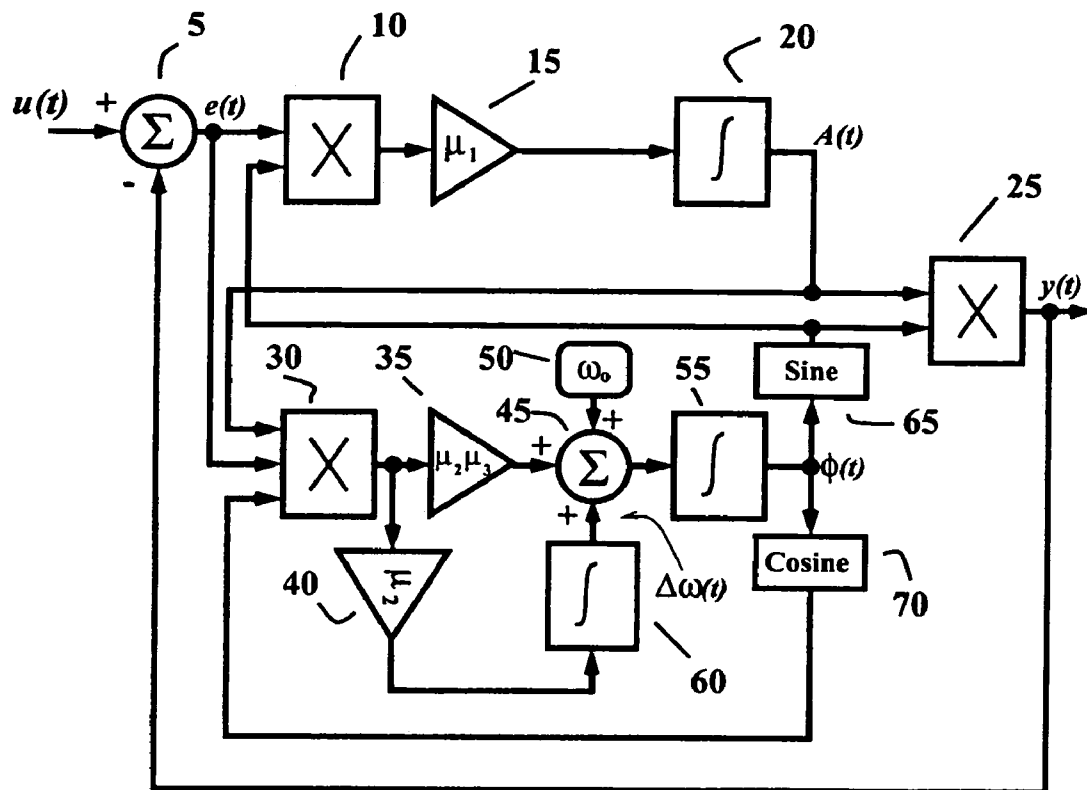 5
10
15
20
u(t)
+
Σ
e(t)
X
μ₁
∫
A(t)
-
25
X
y(t)
30
35
50
ω₀
55
Sine
65
45
+
X
μ₂μ₃
+
Σ
∫
ϕ(t)
+
40
μ₂
∫
Δω(t)
Cosine
70
60